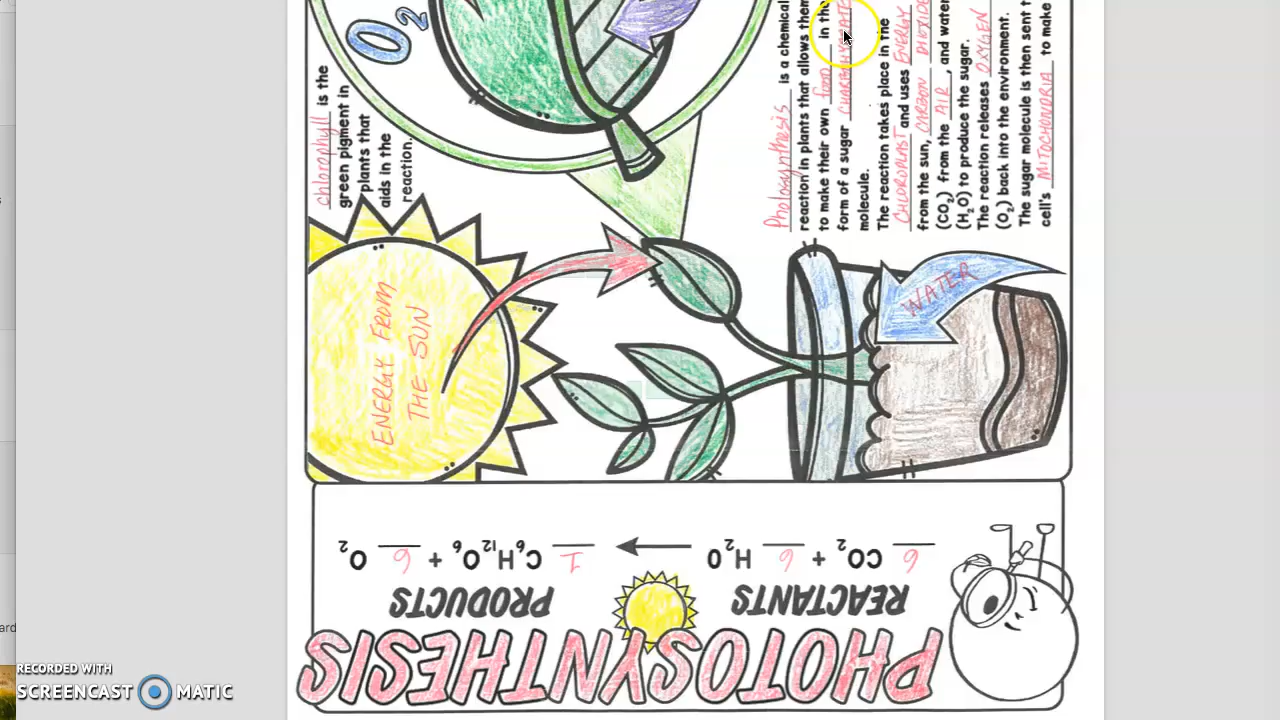 PHOTOSYNTHESIS
REACTANTS
PRODUCTS
6 CO2 + 6 H2O
1 C6H12O6 + 6 O2
ENERGY FROM
THE SUN
WATER
O2
chlorophyll is the
green pigment in
plants that
aids in the
reaction.
Photosynthesis is a chemical
reaction in plants that allows them
to make their own food in the
form of a sugar CHARBOHYDRATE
molecule.
The reaction takes place in the
CHLOROPLAST and uses ENERGY
from the sun, CARBON DIOXIDE
(CO2) from the AIR, and water
(H2O) to produce the sugar.
The reaction releases OXYGEN
(O2) back into the environment.
The sugar molecule is then sent t
cell's MITOCHONDRIA to make
RECORDED WITH
SCREENCAST MATIC
ard